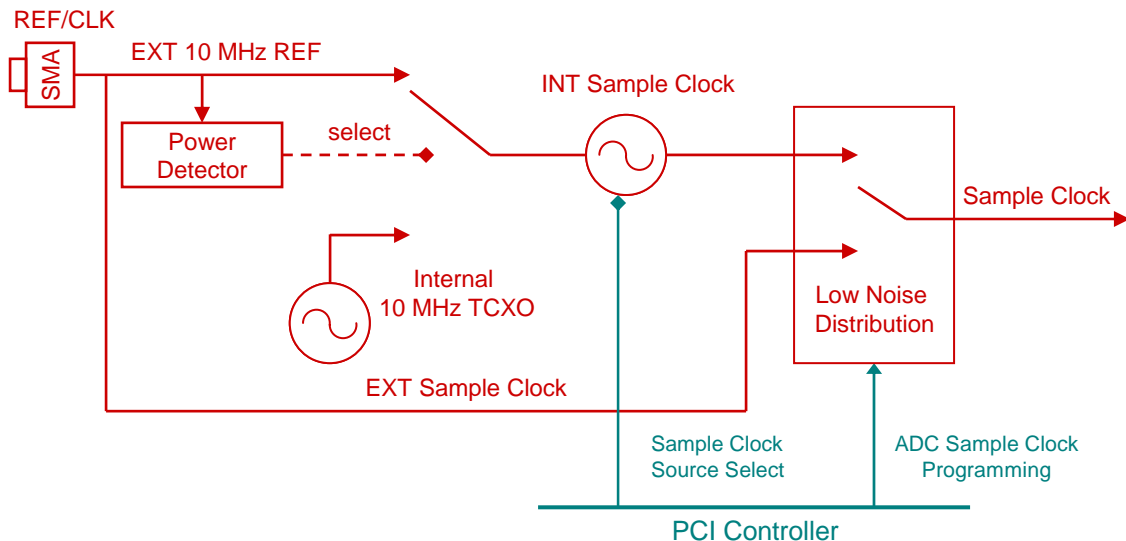 REF/CLK
SMA
EXT 10 MHz REF
INT Sample Clock
Power
Detector
select
Sample Clock
Internal
10 MHz TCXO
Low Noise
Distribution
EXT Sample Clock
Sample Clock
Source Select
ADC Sample Clock
Programming
PCI Controller